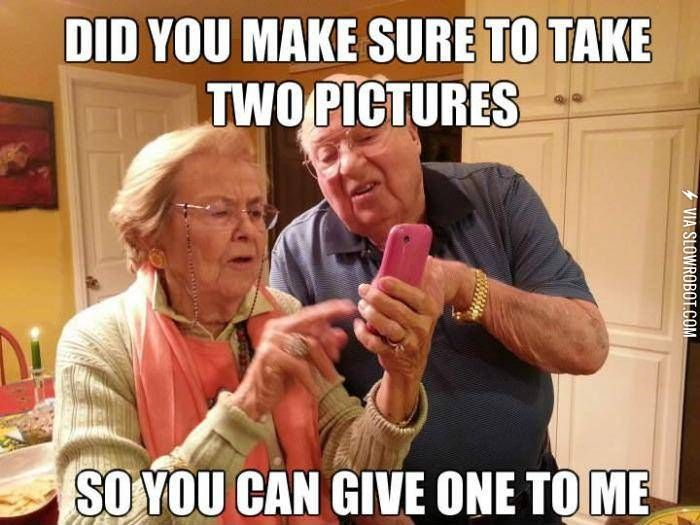 DID YOU MAKE SURE TO TAKE
TWO PICTURES
SO YOU CAN GIVE ONE TO ME
VIA SLOWROBOT.COM